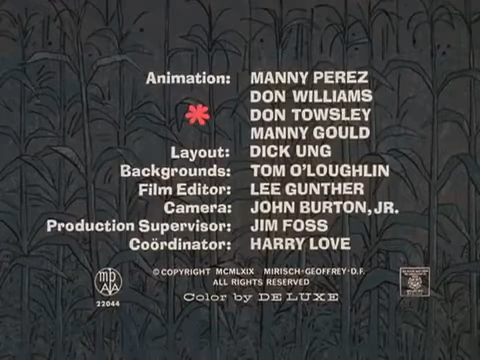 Animation: MANNY PEREZ
DON WILLIAMS
* DON TOWSLEY
MANNY GOULD
Layout: DICK UNG
Backgrounds: TOM O'LOUGHLIN
Film Editor: LEE GUNTHER
Camera: JOHN BURTON, JR.
Production Supervisor: JIM FOSS
Coördinator: HARRY LOVE
© COPYRIGHT MCMLXIX MIRISCH-GEOFFREY-D.F.
ALL RIGHTS RESERVED
Color by DE LUXE
MPAA
22044